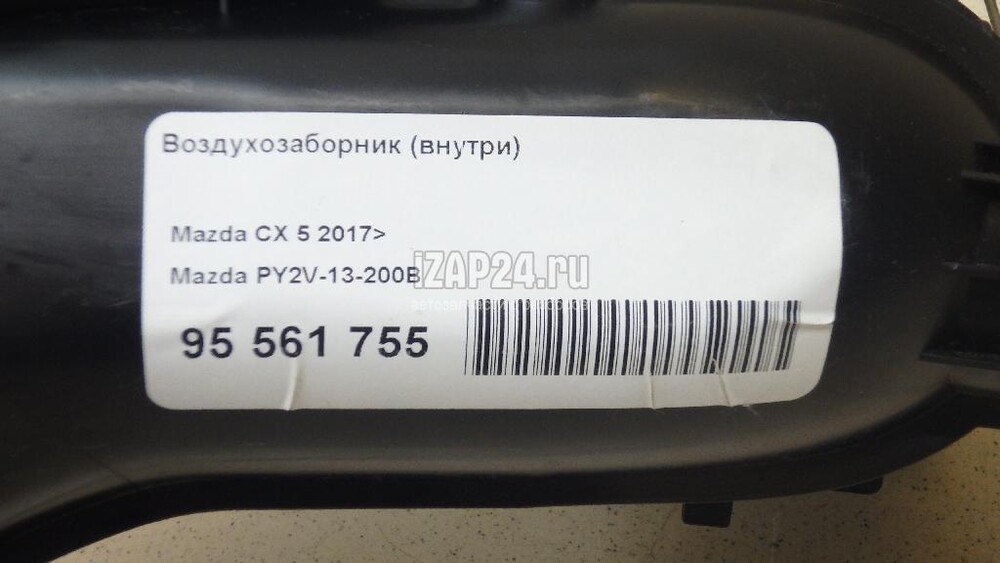 Воздухозаборник (внутри)
Mazda CX 5 2017>
Mazda PY2V-13-200B
iZAP24.ru
95 561 755